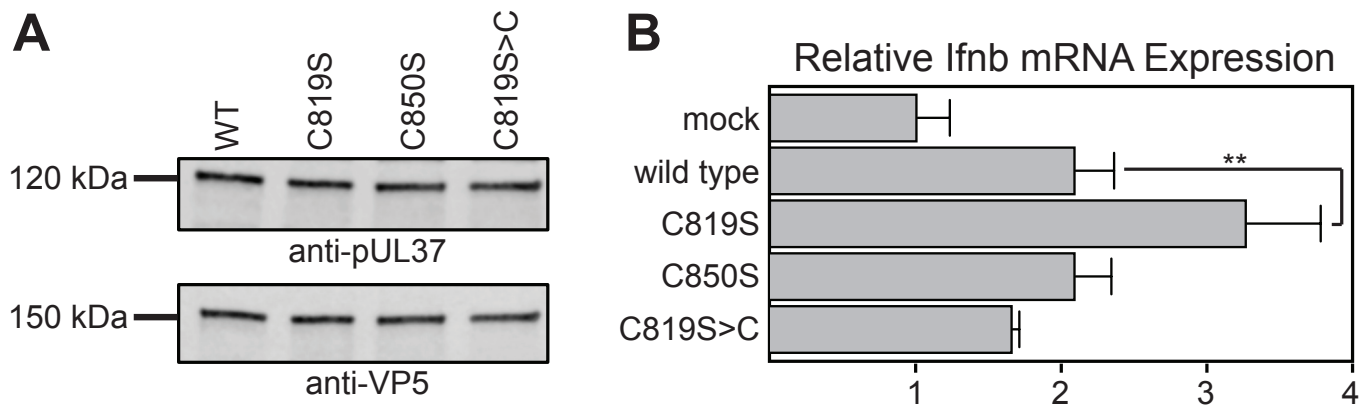 A
WT
C819S
C850S
C819S>C
120 kDa
anti-pUL37
150 kDa
anti-VP5
B
Relative Ifnb mRNA Expression
mock
wild type
**
C819S
C850S
C819S>C
1 2 3 4